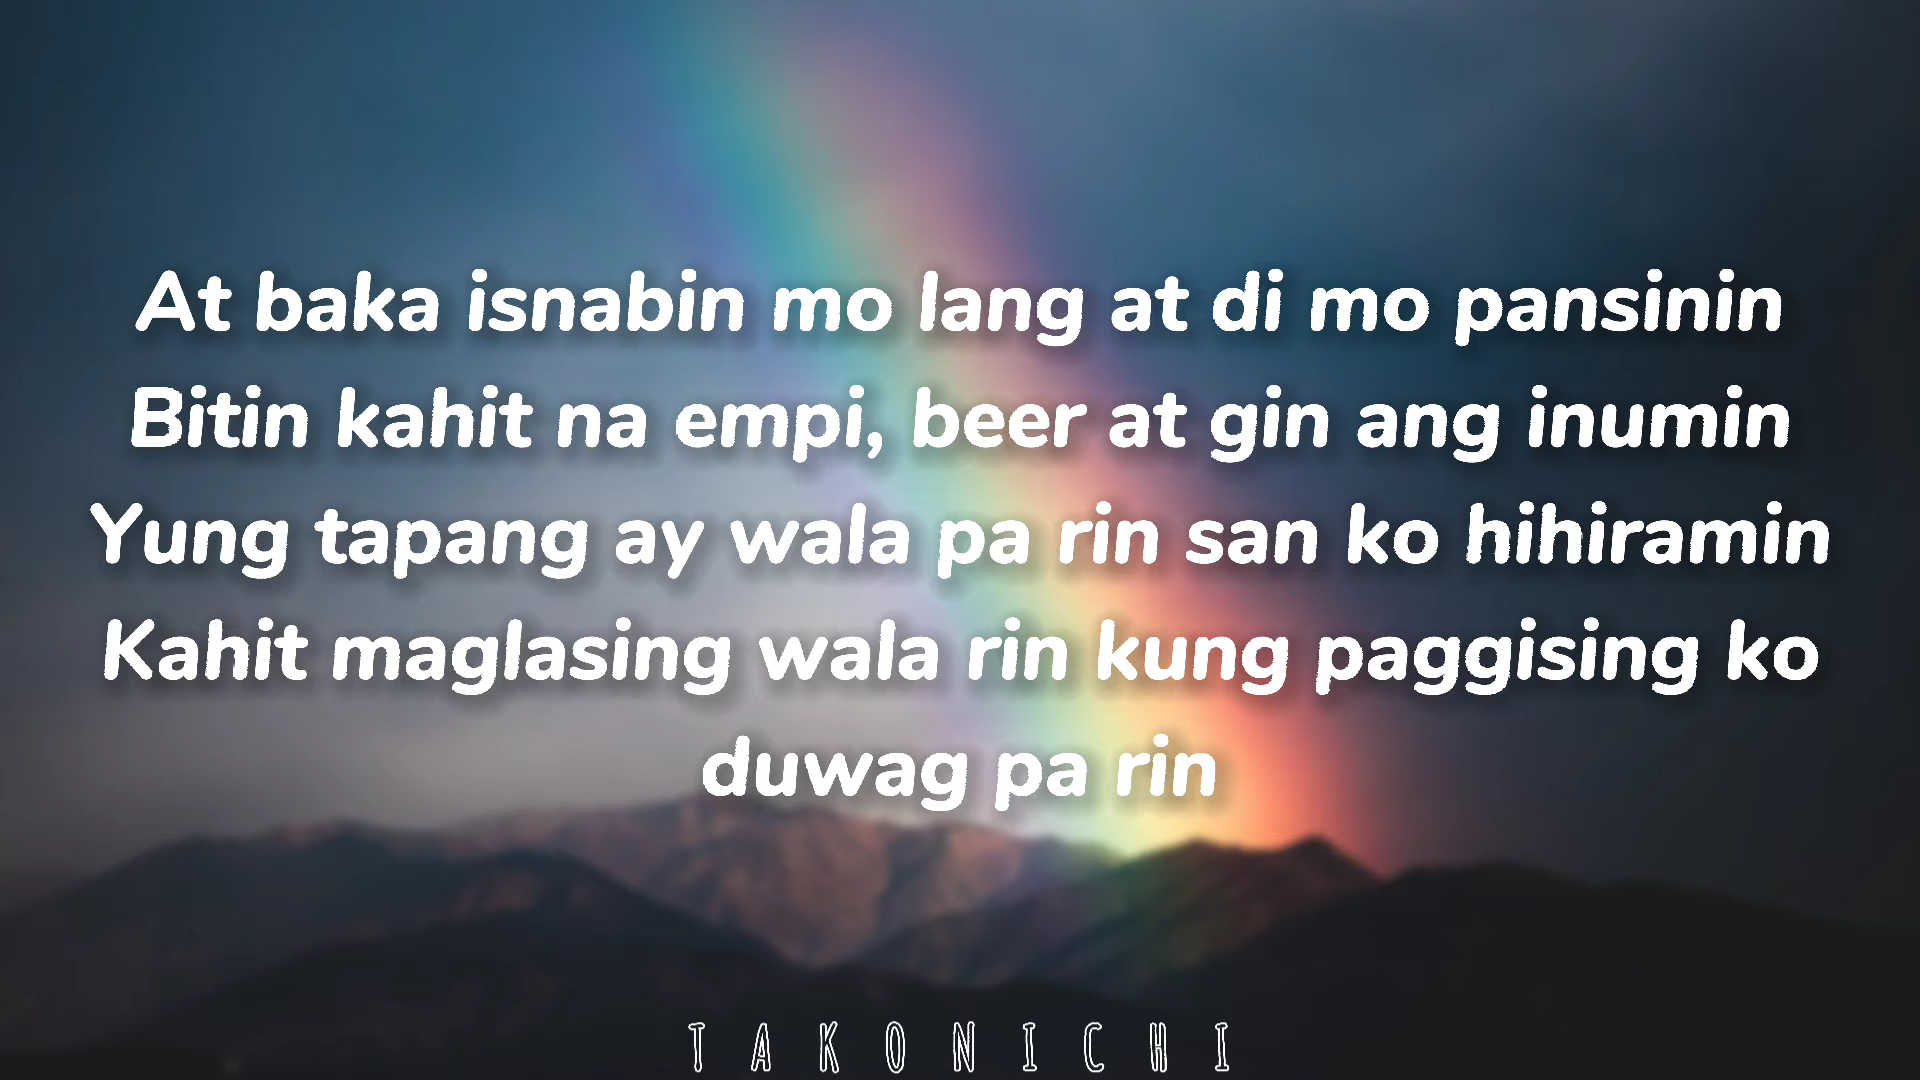 At baka isnabin mo lang at di mo pansinin
Bitin kahit na empi, beer at gin ang inumin
Yung tapang ay wala pa rin san ko hihiramin
Kahit maglasing wala rin kung paggising ko
duwag pa rin
TAKONICHI